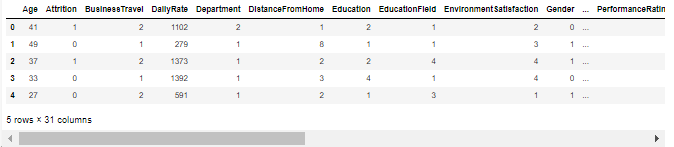 Age Attrition BusinessTravel DailyRate Department DistanceFromHome Education EducationField EnvironmentSatisfaction Gender ... PerformanceRatin
0 41 1 2 1102 2 1 2 1 2 0 ...
1 49 0 1 279 1 8 1 1 3 1 ...
2 37 1 2 1373 1 2 2 4 4 1 ...
3 33 0 1 1392 1 3 4 1 4 0 ...
4 27 0 2 591 1 2 1 3 1 1 ...
5 rows × 31 columns